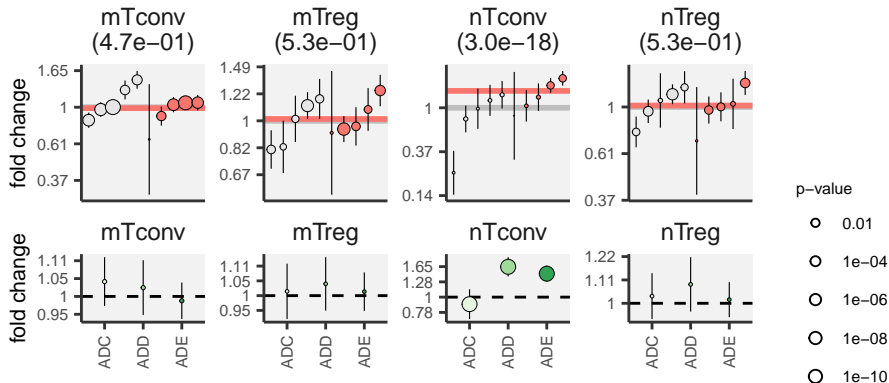 mTconv
(4.7e−01)
mTreg
(5.3e−01)
nTconv
(3.0e−18)
nTreg
(5.3e−01)
fold change
1.65
1
0.61
0.37
1.49
1.22
1
0.82
0.67
1
0.37
0.14
1
0.61
0.37
mTconv
mTreg
nTconv
nTreg
fold change
1.11
1.05
1
0.95
1.11
1.05
1
0.95
1.65
1.28
1
0.78
1.22
1.11
1
ADC
ADD
ADE
ADC
ADD
ADE
ADC
ADD
ADE
ADC
ADD
ADE
p−value
0.01
1e−04
1e−06
1e−08
1e−10